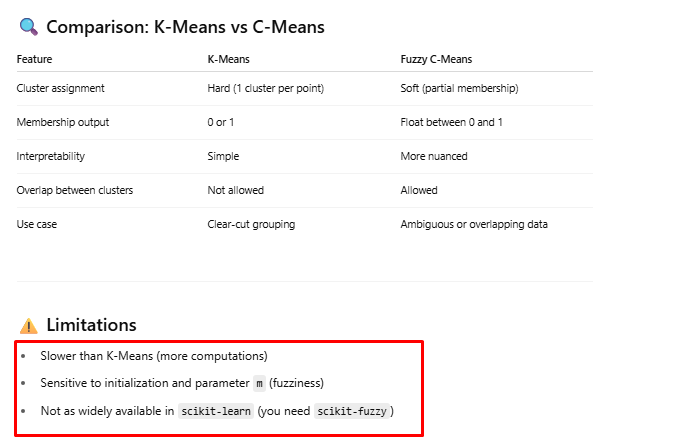 🔍 Comparison: K-Means vs C-Means
Feature K-Means Fuzzy C-Means
Cluster assignment Hard (1 cluster per point) Soft (partial membership)
Membership output 0 or 1 Float between 0 and 1
Interpretability Simple More nuanced
Overlap between clusters Not allowed Allowed
Use case Clear-cut grouping Ambiguous or overlapping data
⚠️ Limitations
• Slower than K-Means (more computations)
• Sensitive to initialization and parameter m (fuzziness)
• Not as widely available in scikit-learn (you need scikit-fuzzy)